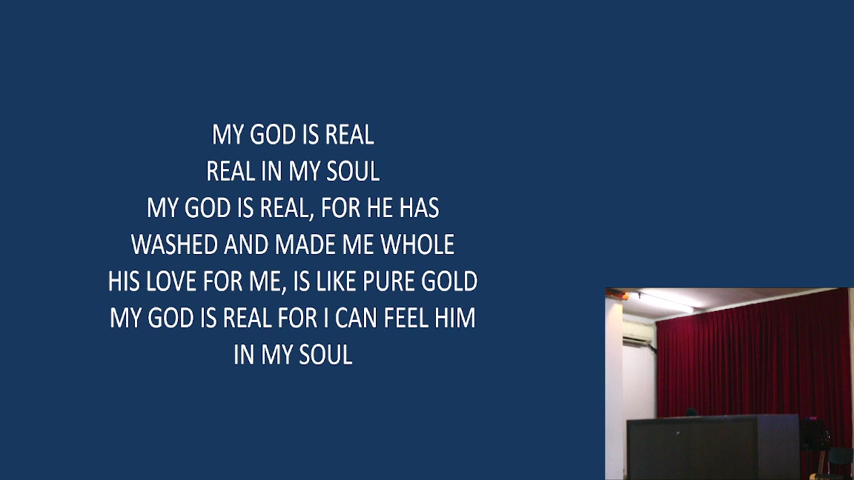 MY GOD IS REAL
REAL IN MY SOUL
MY GOD IS REAL, FOR HE HAS
WASHED AND MADE ME WHOLE
HIS LOVE FOR ME, IS LIKE PURE GOLD
MY GOD IS REAL FOR I CAN FEEL HIM
IN MY SOUL